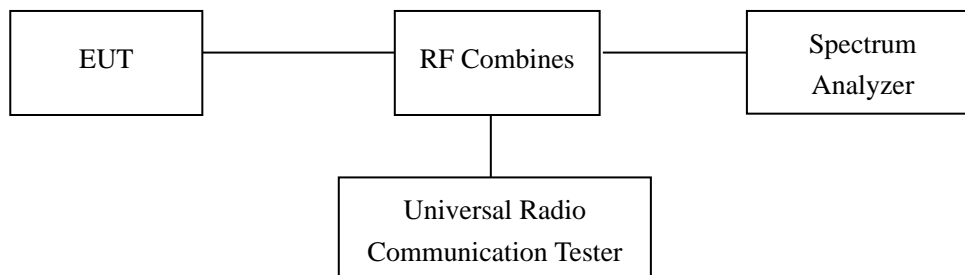 EUT
RF Combines
Spectrum
Analyzer
Universal Radio
Communication Tester